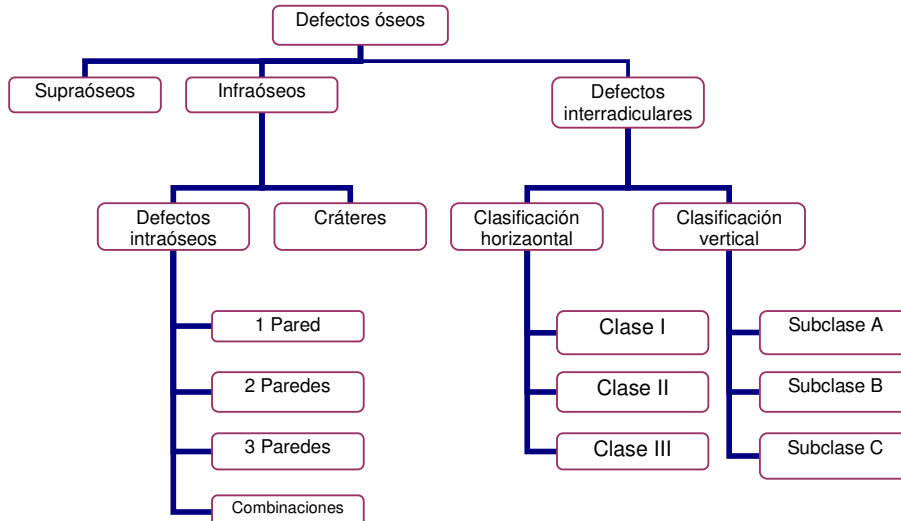 Defectos óseos
Supraóseos
Infraóseos
Defectos
interradiculares
Defectos
intraóseos
Cráteres
Clasificación
horizaontal
Clasificación
vertical
1 Pared
2 Paredes
3 Paredes
Combinaciones
Clase I
Clase II
Clase III
Subclase A
Subclase B
Subclase C